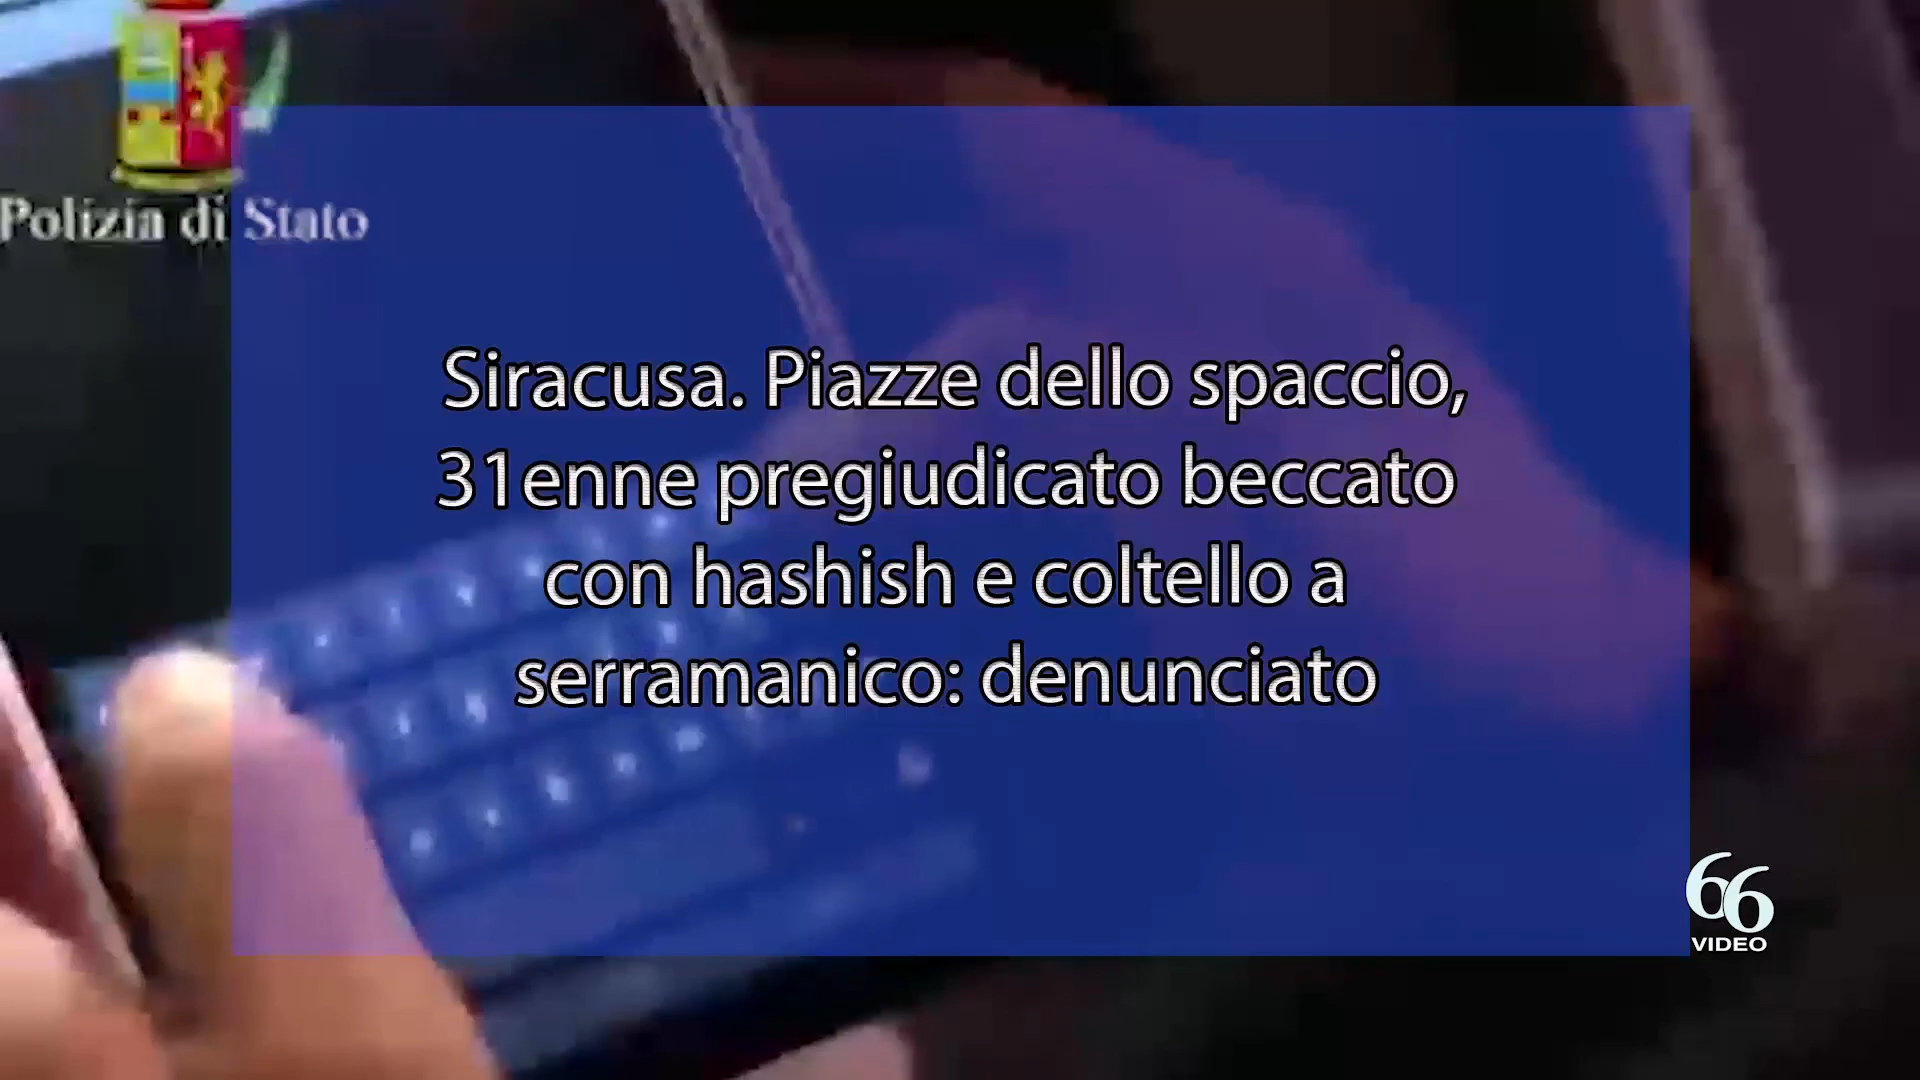 Polizia di Stato
Siracusa. Piazze dello spaccio,
31enne pregiudicato beccato
con hashish e coltello a
serramanico: denunciato
66
VIDEO